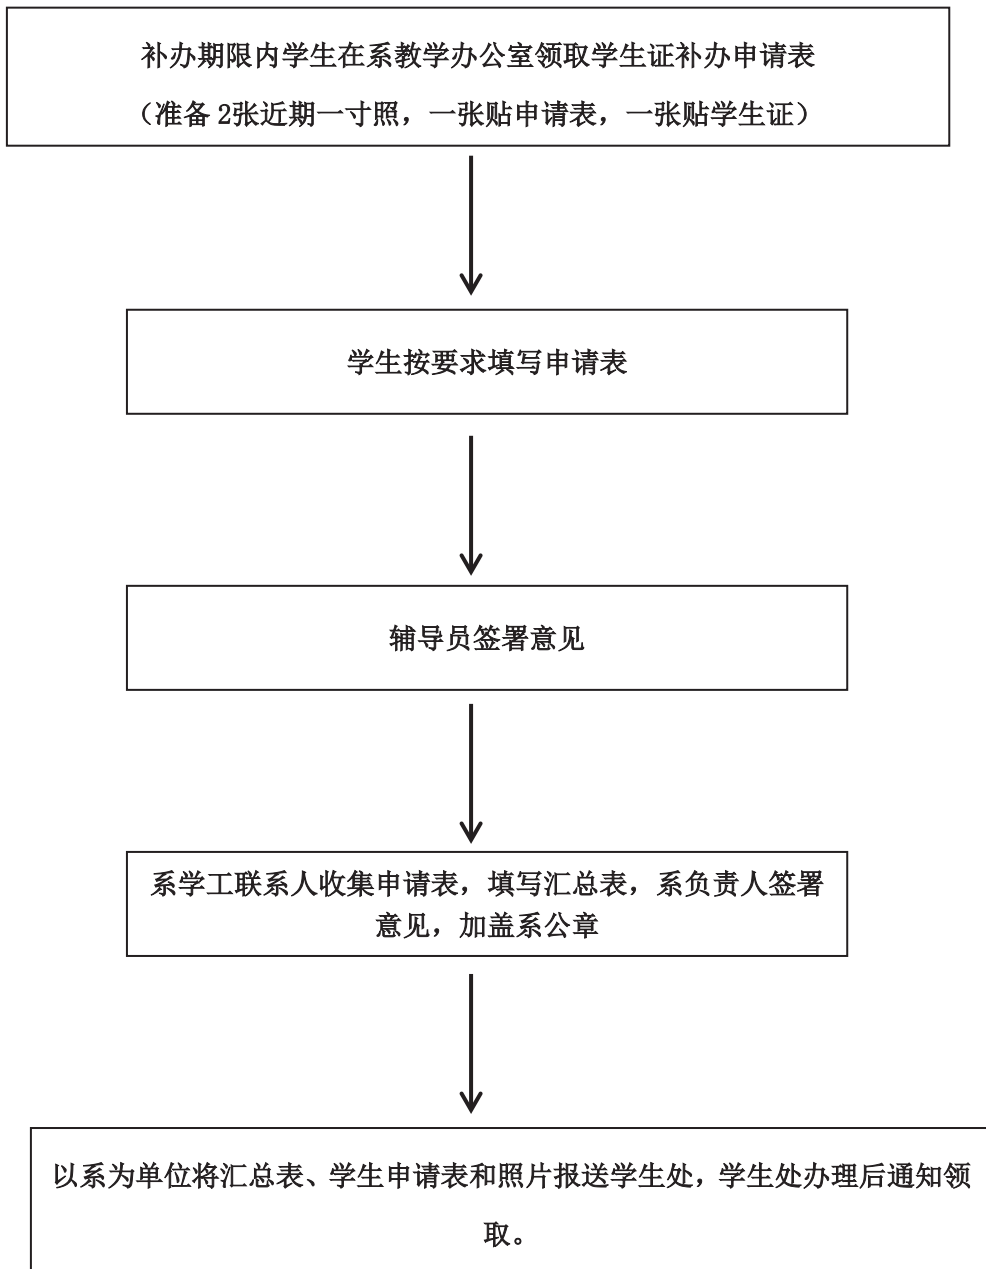 补办期限内学生在系教学办公室领取学生证补办申请表
（准备 2张近期一寸照，一张贴申请表，一张贴学生证）
学生按要求填写申请表
辅导员签署意见
系学工联系人收集申请表，填写汇总表，系负责人签署
意见，加盖系公章
以系为单位将汇总表、学生申请表和照片报送学生处，学生处办理后通知领
取。